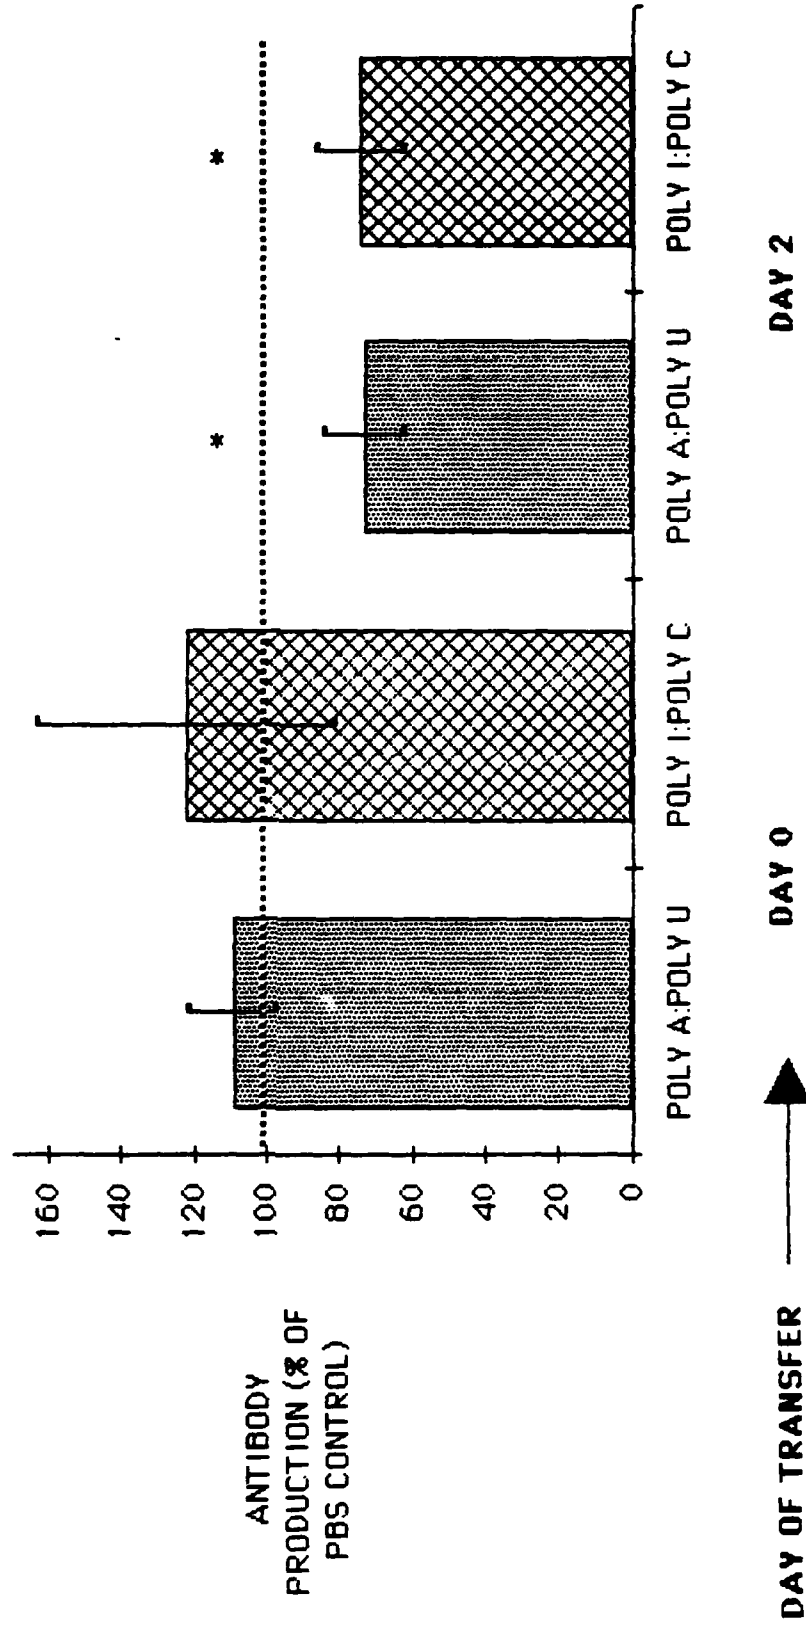 ANTIBODY
PRODUCTION (% OF
PBS CONTROL)
160
140
120
100
80
60
40
20
0
*
*
POLY A:POLY U
POLY I:POLY C
POLY A:POLY U
POLY I:POLY C
DAY OF TRANSFER
DAY 0
DAY 2